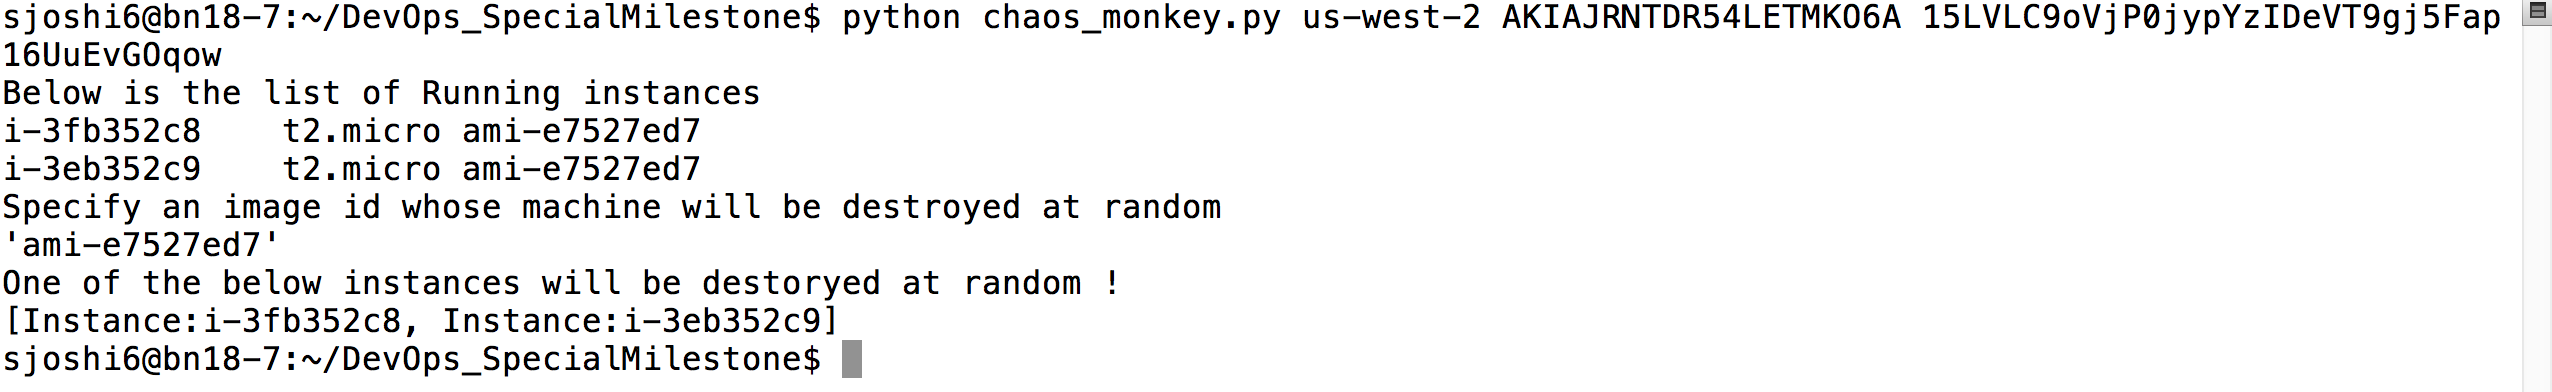 sjoshi6@bn18-7:~/DevOps_SpecialMilestone$ python chaos_monkey.py us-west-2 AKIAJRNTDR54LETMKO6A 15LVLC9oVjP0jypYzIDeVT9gj5Fap
16UuEvGOqow
Below is the list of Running instances
i-3fb352c8    t2.micro ami-e7527ed7
i-3eb352c9    t2.micro ami-e7527ed7
Specify an image id whose machine will be destroyed at random
'ami-e7527ed7'
One of the below instances will be destoryed at random !
[Instance:i-3fb352c8, Instance:i-3eb352c9]
sjoshi6@bn18-7:~/DevOps_SpecialMilestone$